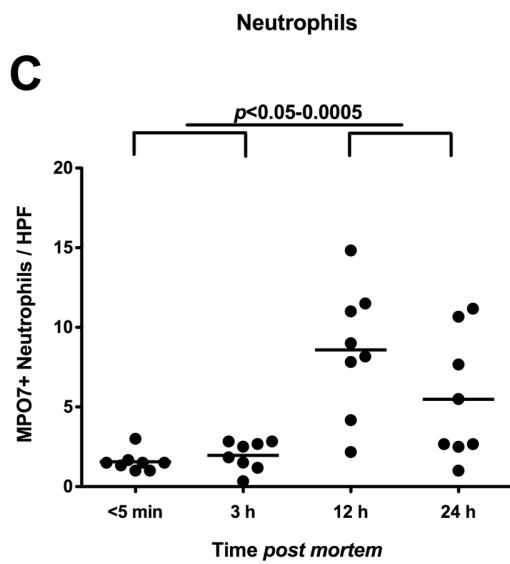 Neutrophils
C
p<0.05-0.0005
MPO7+ Neutrophils / HPF
20
15
10
5
0
<5 min 3 h 12 h 24 h
Time post mortem